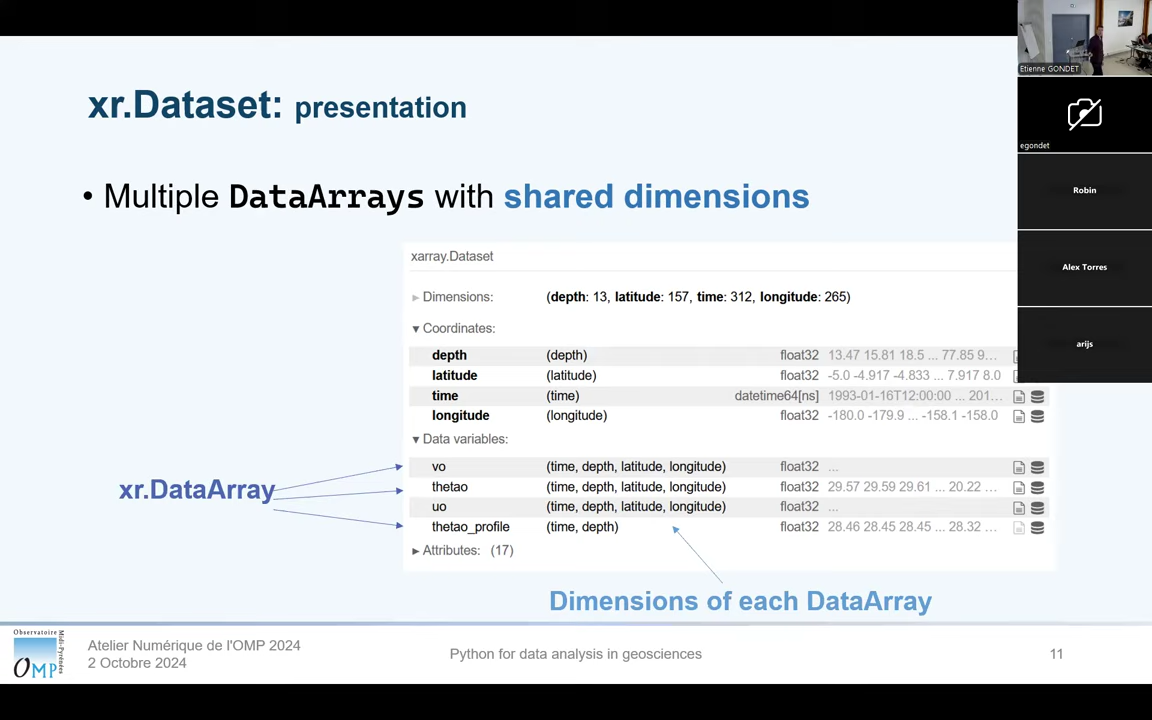 xr.Dataset: presentation
• Multiple DataArrays with shared dimensions
xarray.Dataset
Dimensions: (depth: 13, latitude: 157, time: 312, longitude: 265)
Coordinates:
depth (depth) float32 13.47 15.81 18.5 ... 77.85 9...
latitude (latitude) float32 -5.0 -4.917 -4.833 ... 7.917 8.0
time (time) datetime64[ns] 1993-01-16T12:00:00 ... 201...
longitude (longitude) float32 -180.0 -179.9 ... -158.1 -158.0
Data variables:
vo (time, depth, latitude, longitude) float32 ...
thetao (time, depth, latitude, longitude) float32 29.57 29.59 29.61 ... 20.22 ...
uo (time, depth, latitude, longitude) float32 ...
thetao_profile (time, depth) float32 28.46 28.45 28.45 ... 28.32 ...
Attributes: (17)
xr.DataArray
Dimensions of each DataArray
Observatoire
Midi-Pyrénées
OMP
Atelier Numérique de l'OMP 2024
2 Octobre 2024
Python for data analysis in geosciences
11
Etienne GONDET
egondet
Robin
Alex Torres
arijs